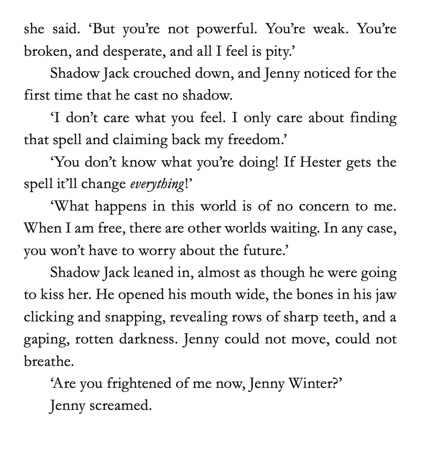 she said. ‘But you’re not powerful. You’re weak. You’re
broken, and desperate, and all I feel is pity.’
Shadow Jack crouched down, and Jenny noticed for the
first time that he cast no shadow.
‘I don’t care what you feel. I only care about finding
that spell and claiming back my freedom.’
‘You don’t know what you’re doing! If Hester gets the
spell it’ll change everything!’
‘What happens in this world is of no concern to me.
When I am free, there are other worlds waiting. In any case,
you won’t have to worry about the future.’
Shadow Jack leaned in, almost as though he were going
to kiss her. He opened his mouth wide, the bones in his jaw
clicking and snapping, revealing rows of sharp teeth, and a
gaping, rotten darkness. Jenny could not move, could not
breathe.
‘Are you frightened of me now, Jenny Winter?’
Jenny screamed.